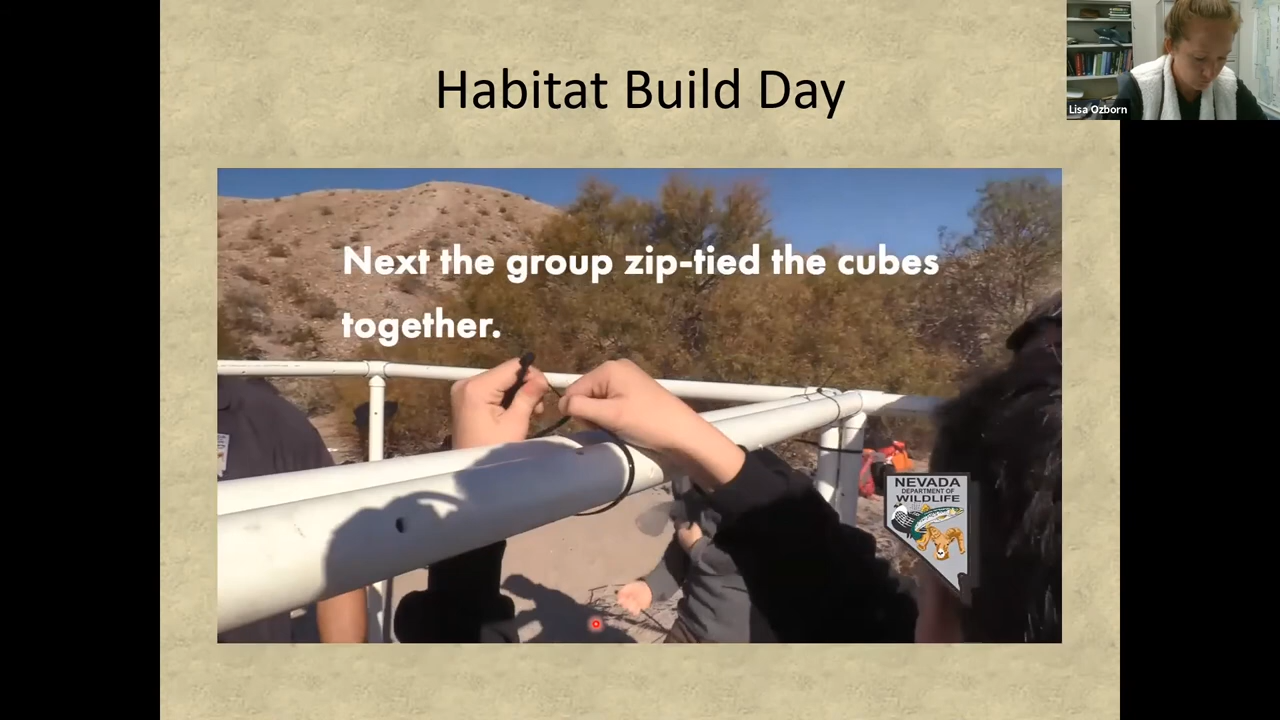 Habitat Build Day
Lisa Ozborn
Next the group zip-tied the cubes
together.
NEVADA
DEPARTMENT OF
WILDLIFE